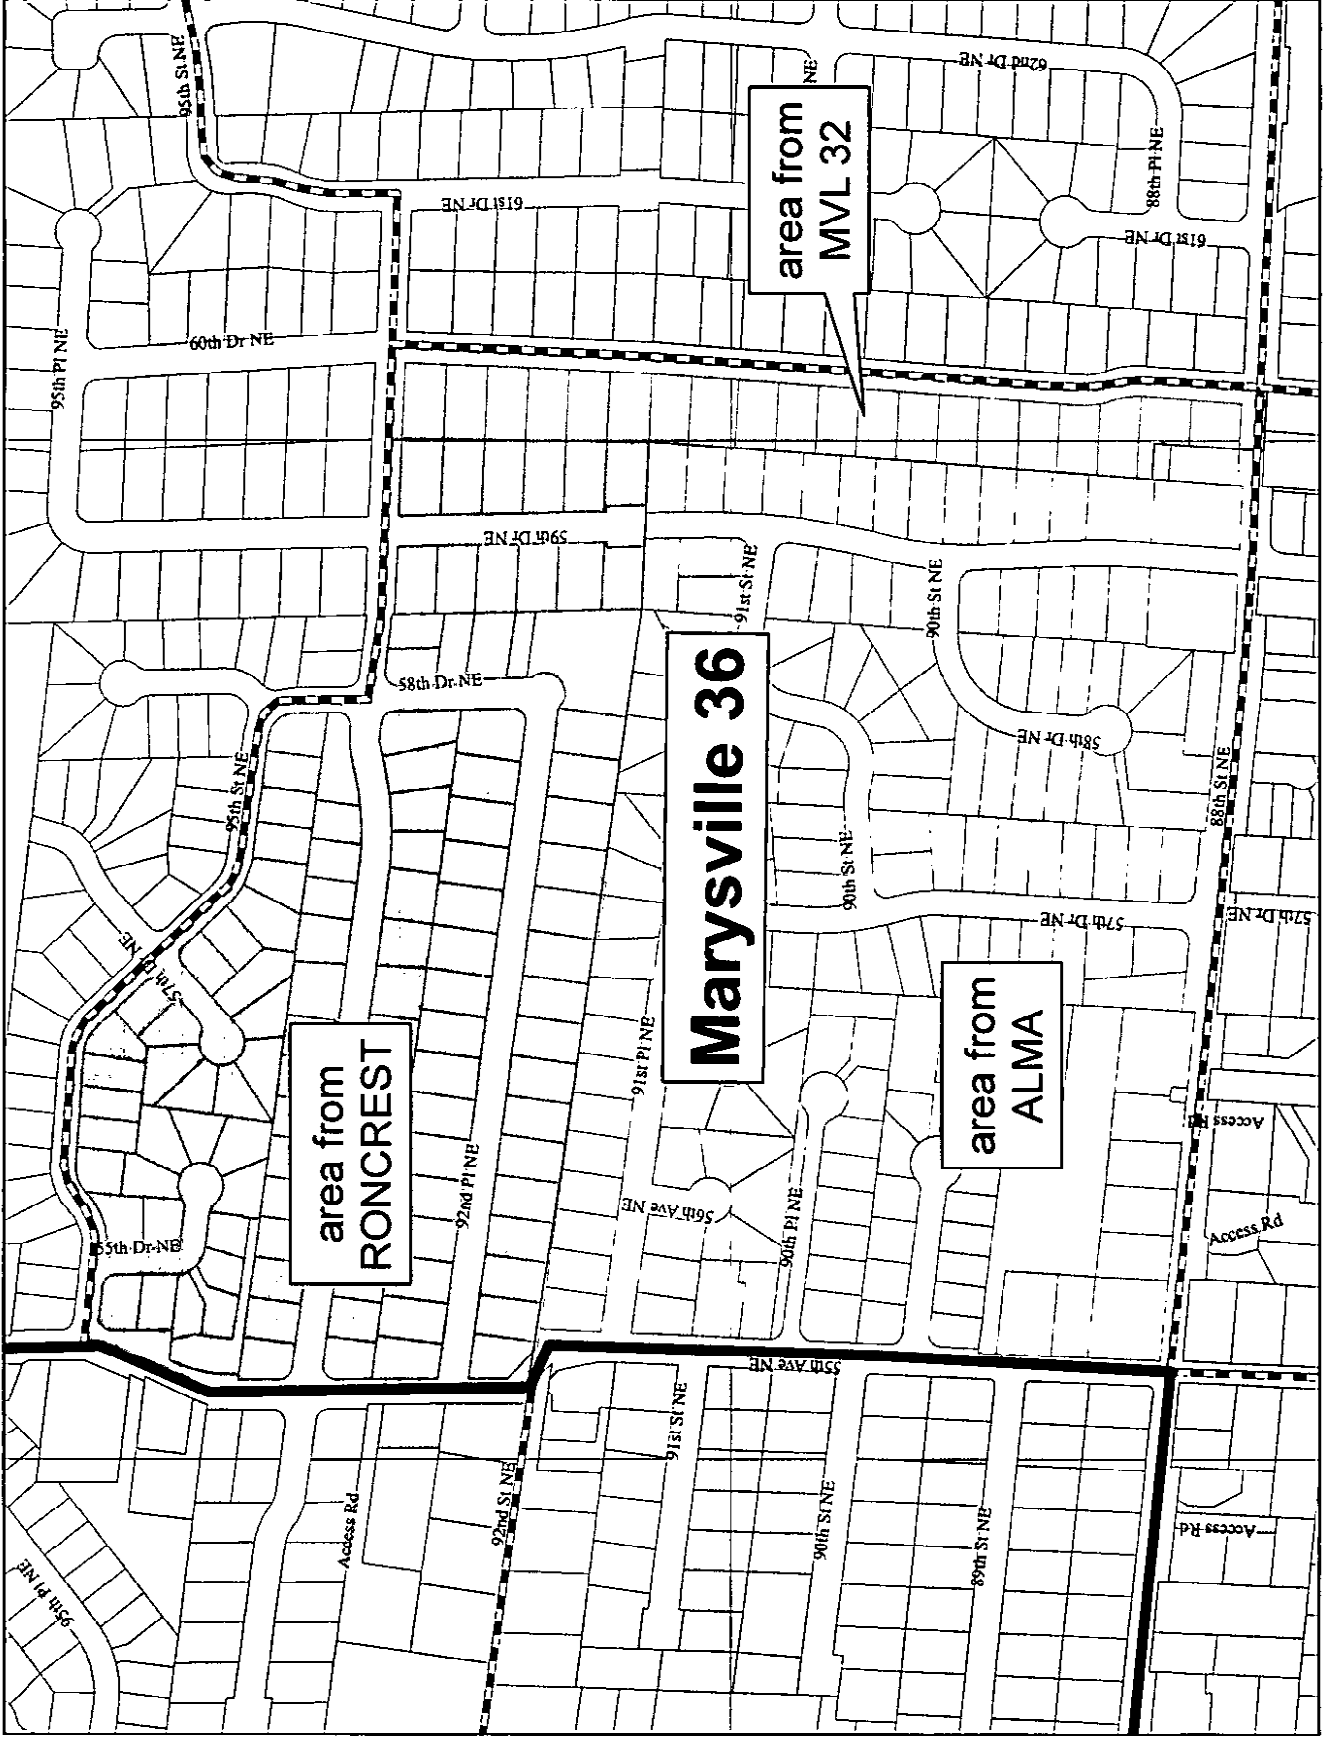 95th St NE
62nd Dr NE
NE
area from
MVL 32
88th Pl NE
61st Dr NE
61st Dr NE
95th Pl NE
60th Dr NE
59th Dr NE
91st St NE
90th St NE
58th Dr NE
Marysville 36
58th Dr NE
95th St NE
88th St NE
90th St NE
57th Dr NE
57th Dr NE
57th Dr NE
area from
RONCREST
91st Pl NE
area from
ALMA
Access Rd
92nd Pl NE
56th Ave NE
90th Pl NE
Access Rd
55th Dr NE
55th Ave NE
91st St NE
92nd St NE
Access Rd
90th St NE
89th St NE
Access Rd
95th Pl NE